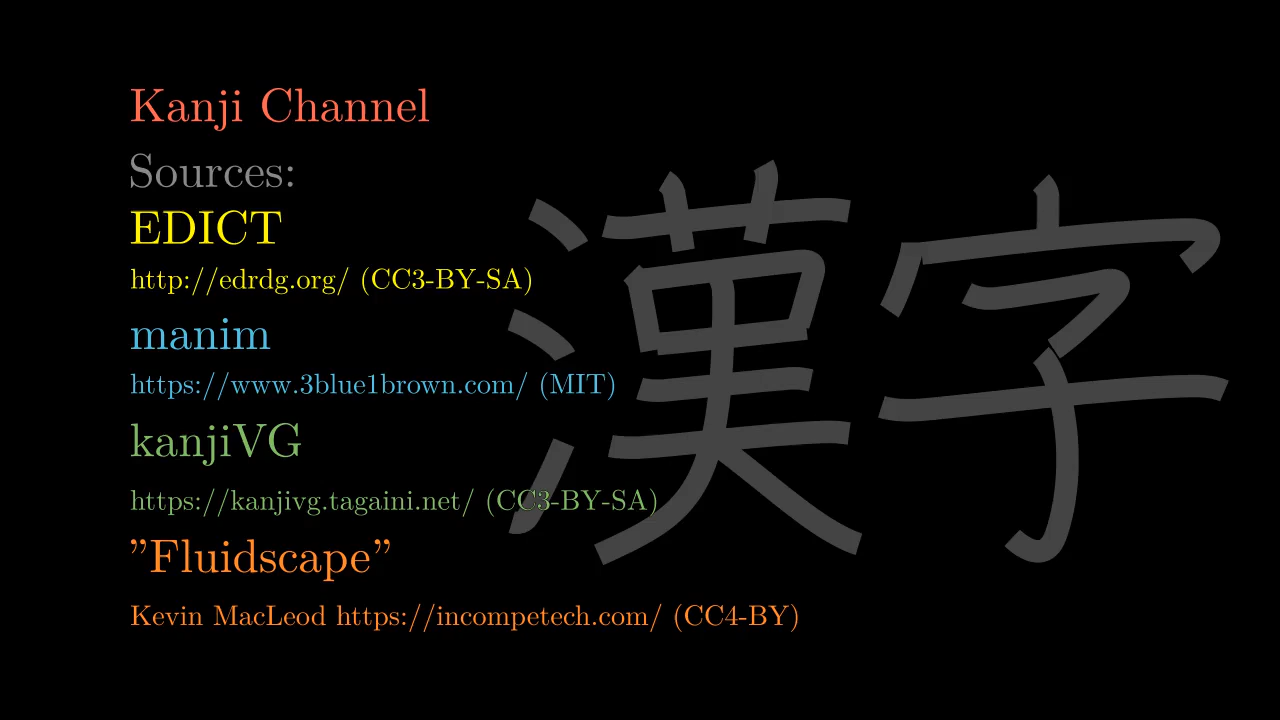 Kanji Channel
Sources:
EDICT
http://edrdg.org/ (CC3-BY-SA)
manim
https://www.3blue1brown.com/ (MIT)
kanjiVG
https://kanjivg.tagaini.net/ (CC3-BY-SA)
”Fluidscape”
Kevin MacLeod https://incompetech.com/ (CC4-BY)
漢字